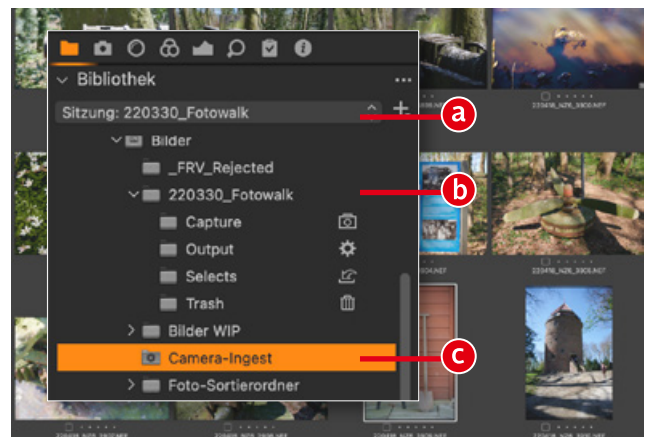 Bibliothek
Sitzung: 220330_Fotowalk
a
Bilder
_FRV_Rejected
220330_Fotowalk
b
Capture
Output
Selects
Trash
Bilder WIP
Camera-Ingest
c
Foto-Sortierordner